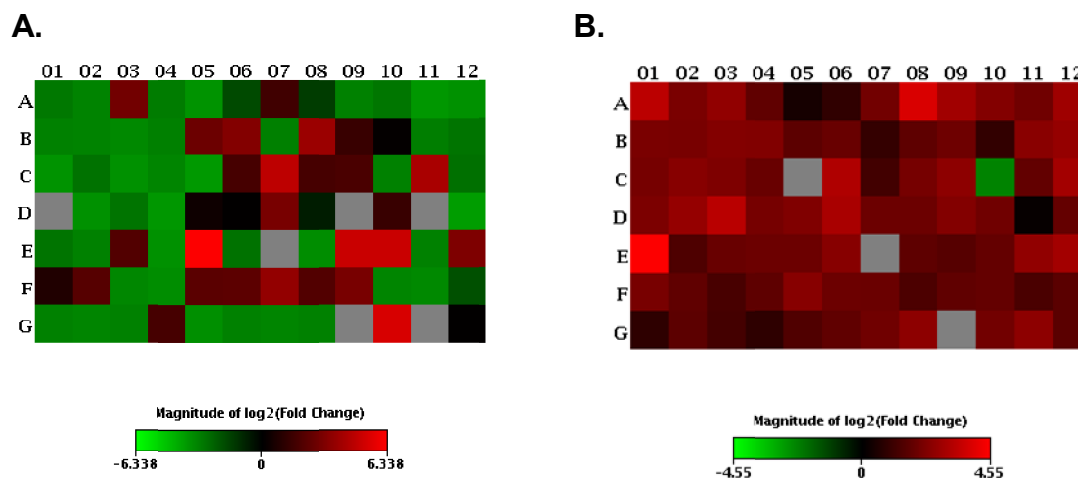 A.
01 02 03 04 05 06 07 08 09 10 11 12
A
B
C
D
E
F
G
Magnitude of log2(Fold Change)
-6.338 0 6.338
B.
01 02 03 04 05 06 07 08 09 10 11 12
A
B
C
D
E
F
G
Magnitude of log2(Fold Change)
-4.55 0 4.55